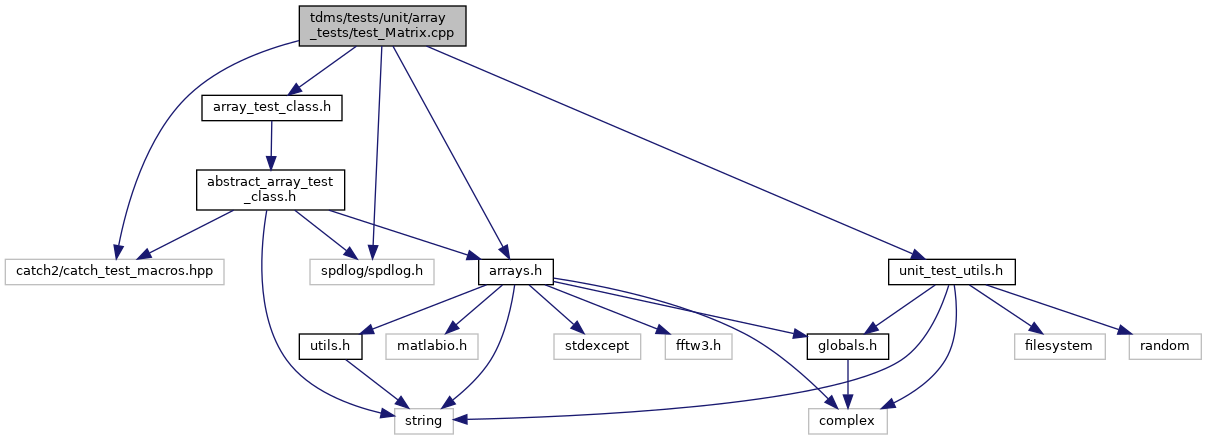 tdms/tests/unit/array
_tests/test_Matrix.cpp
array_test_class.h
abstract_array_test
_class.h
catch2/catch_test_macros.hpp
spdlog/spdlog.h
arrays.h
unit_test_utils.h
utils.h
matlabio.h
stdexcept
fftw3.h
globals.h
filesystem
random
string
complex